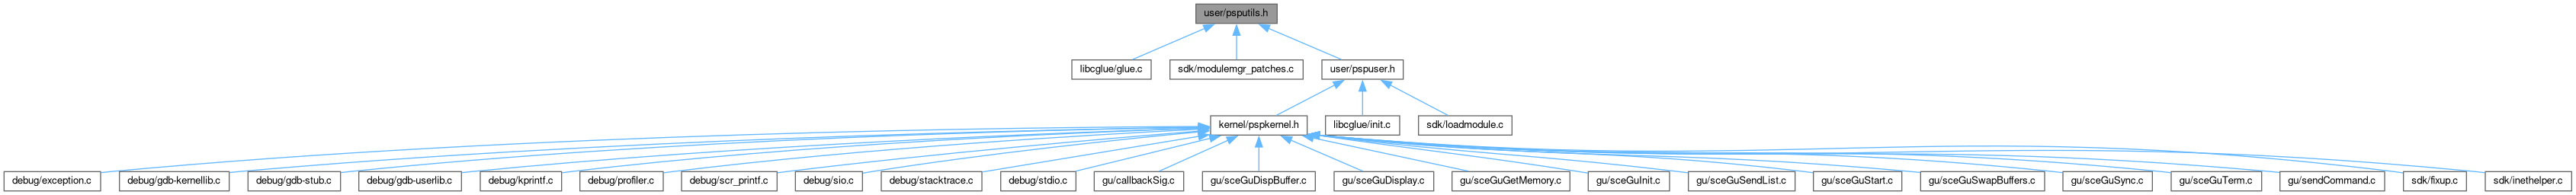 user/psputils.h
libcglue/glue.c
sdk/modulemgr_patches.c
user/pspuser.h
kernel/pspkernel.h
libcglue/init.c
sdk/loadmodule.c
debug/exception.c
debug/gdb-kernellib.c
debug/gdb-stub.c
debug/gdb-userlib.c
debug/kprintf.c
debug/profiler.c
debug/scr_printf.c
debug/sio.c
debug/stacktrace.c
debug/stdio.c
gu/callbackSig.c
gu/sceGuDispBuffer.c
gu/sceGuDisplay.c
gu/sceGuGetMemory.c
gu/sceGuInit.c
gu/sceGuSendList.c
gu/sceGuStart.c
gu/sceGuSwapBuffers.c
gu/sceGuSync.c
gu/sceGuTerm.c
gu/sendCommand.c
sdk/fixup.c
sdk/inethelper.c